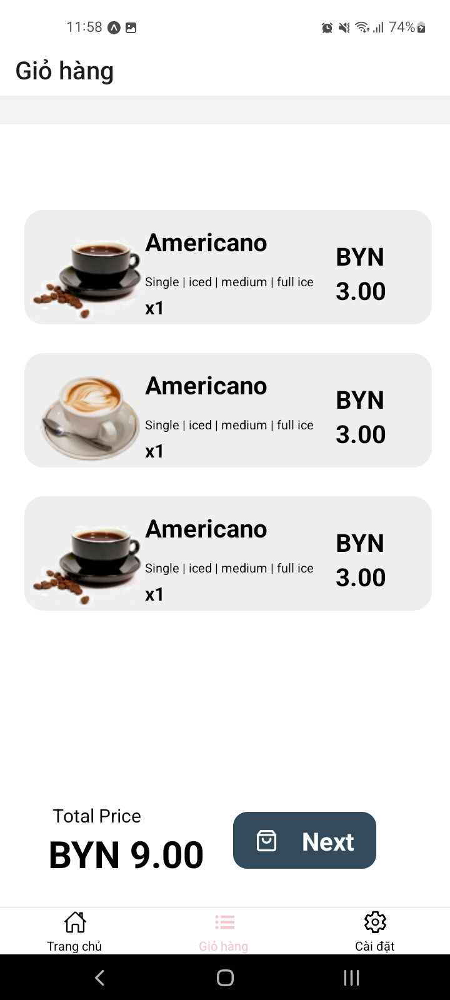 11:58 74%
Giỏ hàng
Americano
Single | iced | medium | full ice
x1
BYN
3.00
Americano
Single | iced | medium | full ice
x1
BYN
3.00
Americano
Single | iced | medium | full ice
x1
BYN
3.00
Total Price
BYN 9.00
Next
Trang chủ Giỏ hàng Cài đặt